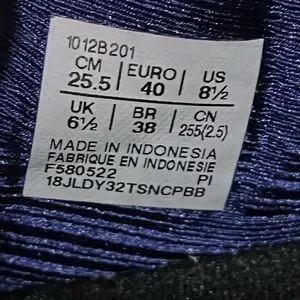 1012B201
CM EURO US
25.5 40 8½
UK BR CN
6½ 38 255(2.5)
MADE IN INDONESIA
FABRIQUE EN INDONESIE
F580522 PI
18JLDY32TSNCPBB